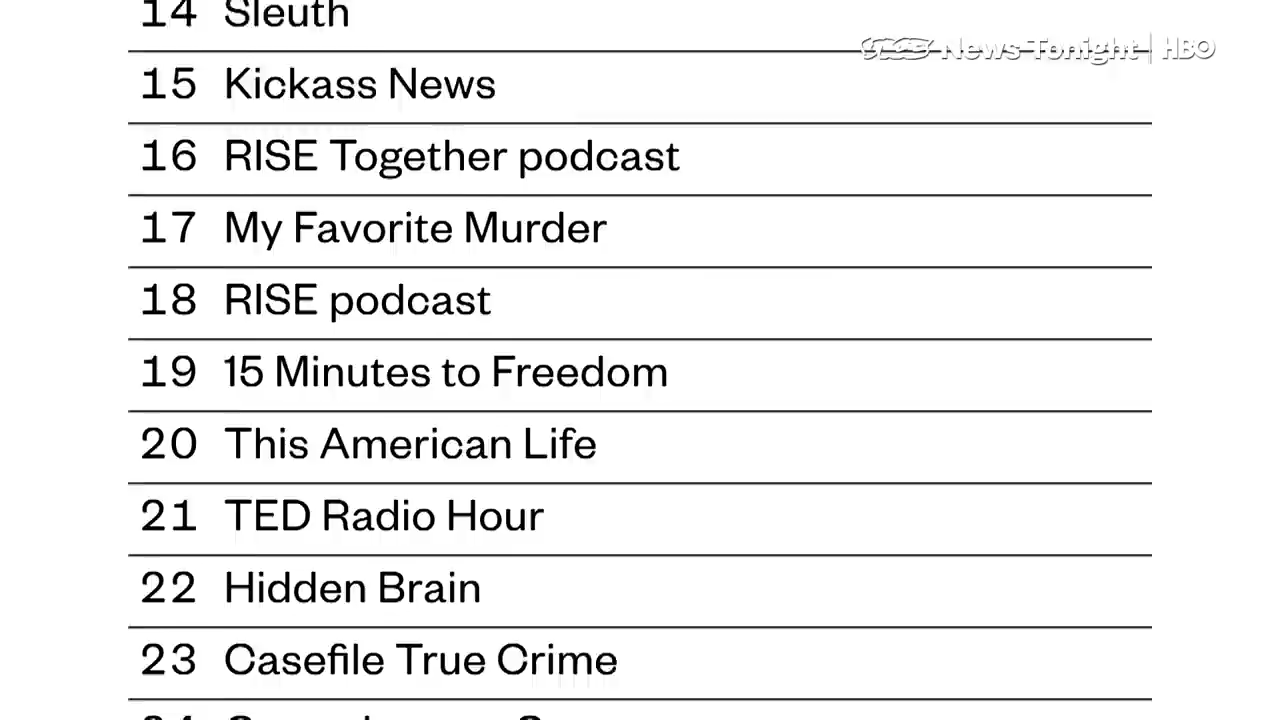 14 Sleuth
News Tonight | HBO
15 Kickass News
16 RISE Together podcast
17 My Favorite Murder
18 RISE podcast
19 15 Minutes to Freedom
20 This American Life
21 TED Radio Hour
22 Hidden Brain
23 Casefile True Crime